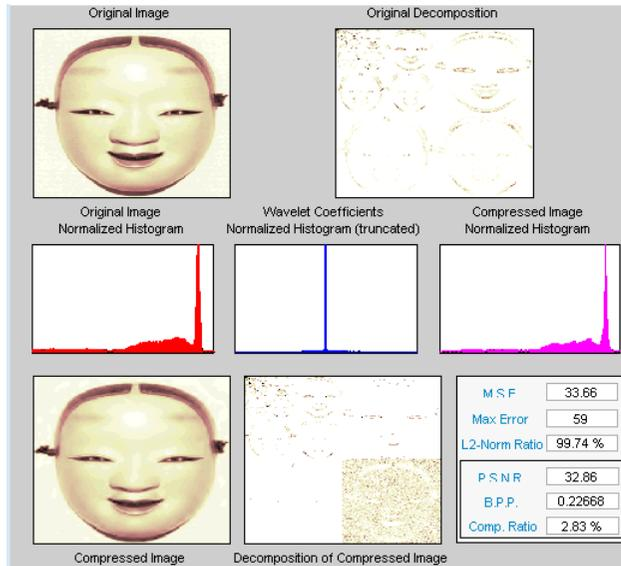 Original Image
Original Decomposition
Original Image
Normalized Histogram
Wavelet Coefficients
Normalized Histogram (truncated)
Compressed Image
Normalized Histogram
M.S.E. 33.66
Max Error 59
L2-Norm Ratio 99.74 %
P.S.N.R. 32.86
B.P.P. 0.22668
Comp. Ratio 2.83 %
Compressed Image
Decomposition of Compressed Image